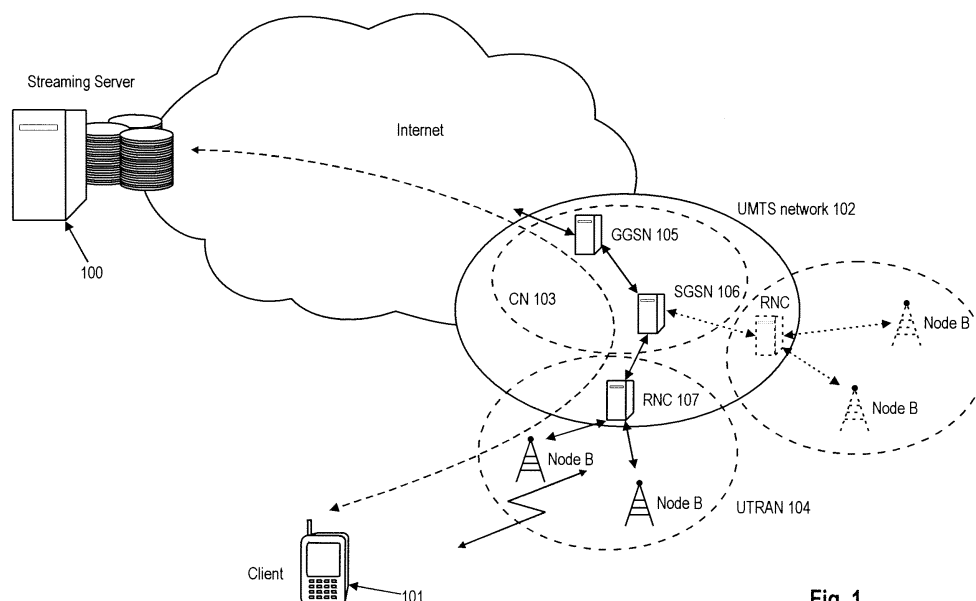 Streaming Server
Internet
UMTS network 102
GGSN 105
100
CN 103
SGSN 106
RNC
Node B
Node B
RNC 107
Node B
Node B
UTRAN 104
Client
101
Fig. 1